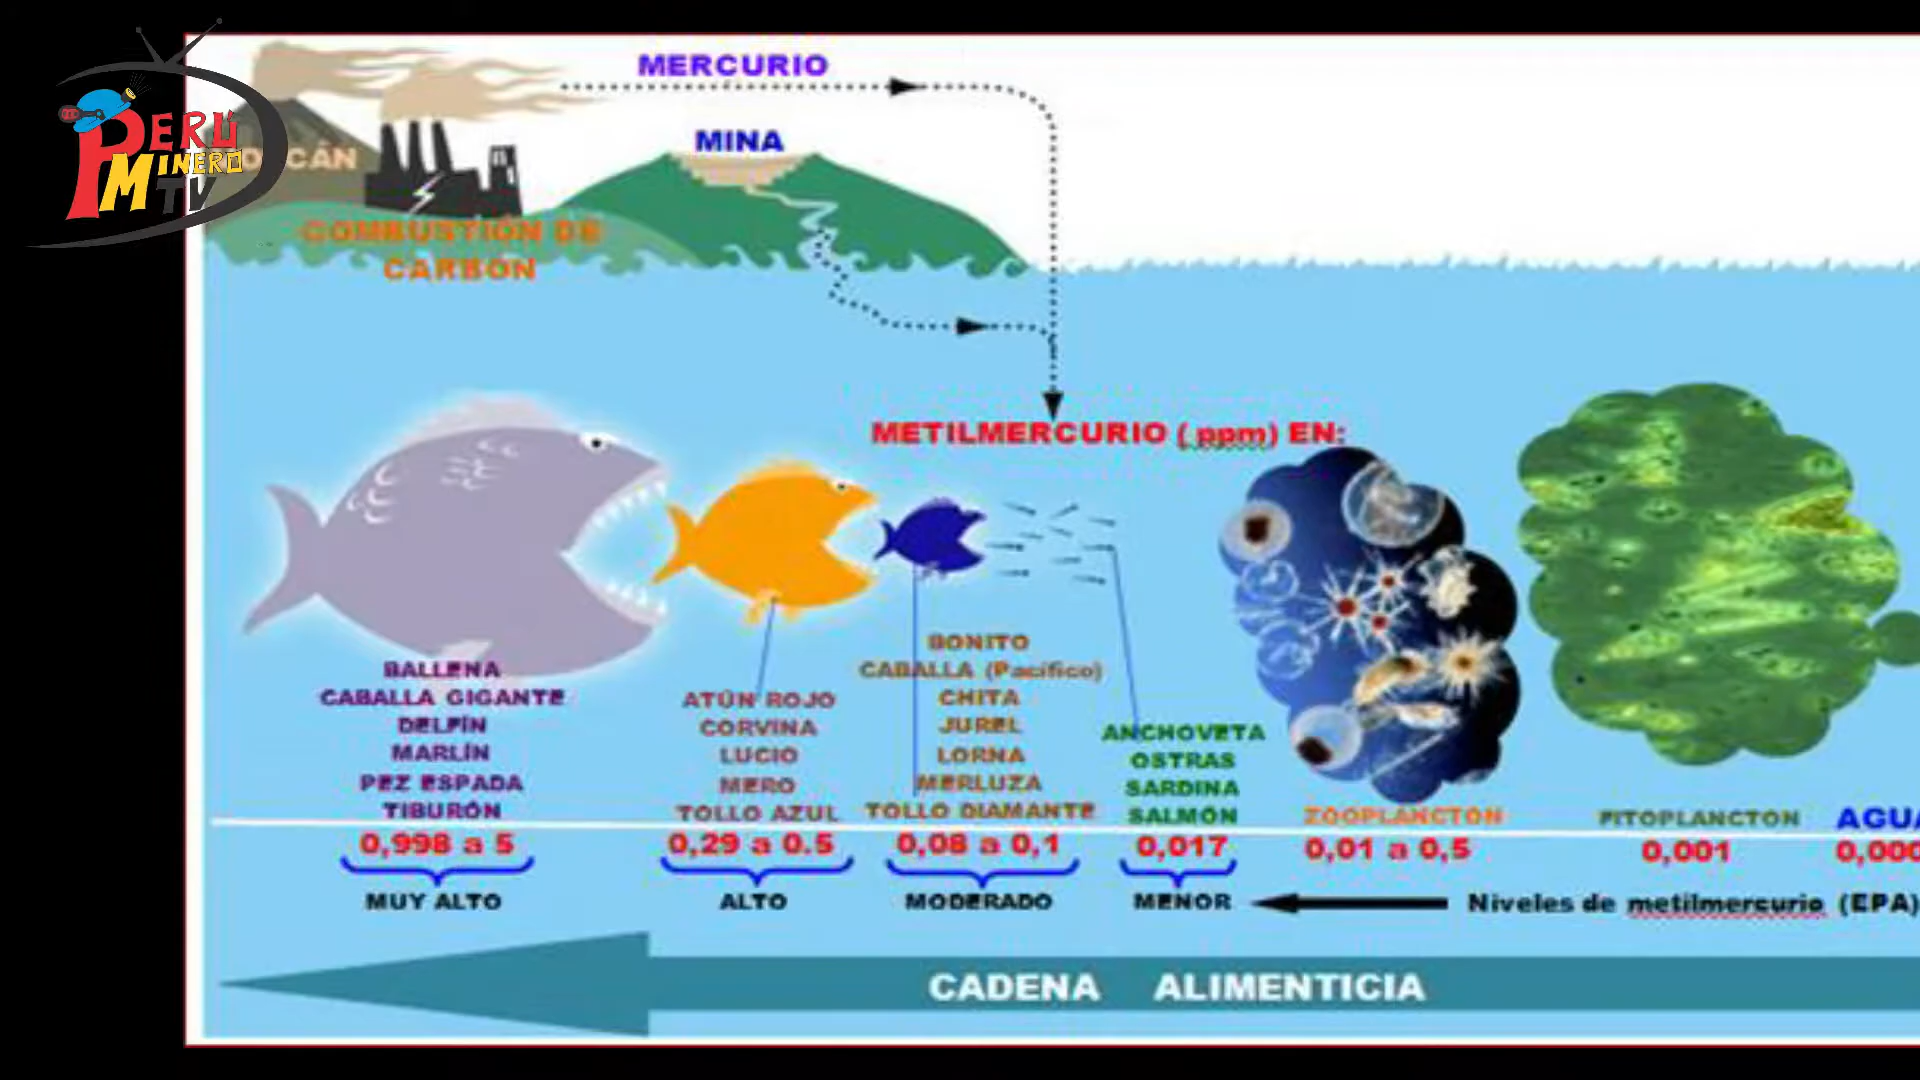 PERÚ
MINERO
TV
MERCURIO
MINA
CÁN
COMBUSTIÓN DE
CARBÓN
METILMERCURIO ( ppm) EN:
BALLENA
CABALLA GIGANTE
DELFÍN
MARLÍN
PEZ ESPADA
TIBURÓN
0,998 a 5
MUY ALTO
ATÚN ROJO
CORVINA
LUCIO
MERO
TOLLO AZUL
0,29 a 0.5
ALTO
BONITO
CABALLA (Pacífico)
CHITA
JUREL
LORNA
MERLUZA
TOLLO DIAMANTE
0,08 a 0,1
MODERADO
ANCHOVETA
OSTRAS
SARDINA
SALMÓN
0,017
MENOR
ZOOPLANCTON
0,01 a 0,5
FITOPLANCTON
0,001
AGUA
0,000
Niveles de metilmercurio (EPA)
CADENA ALIMENTICIA